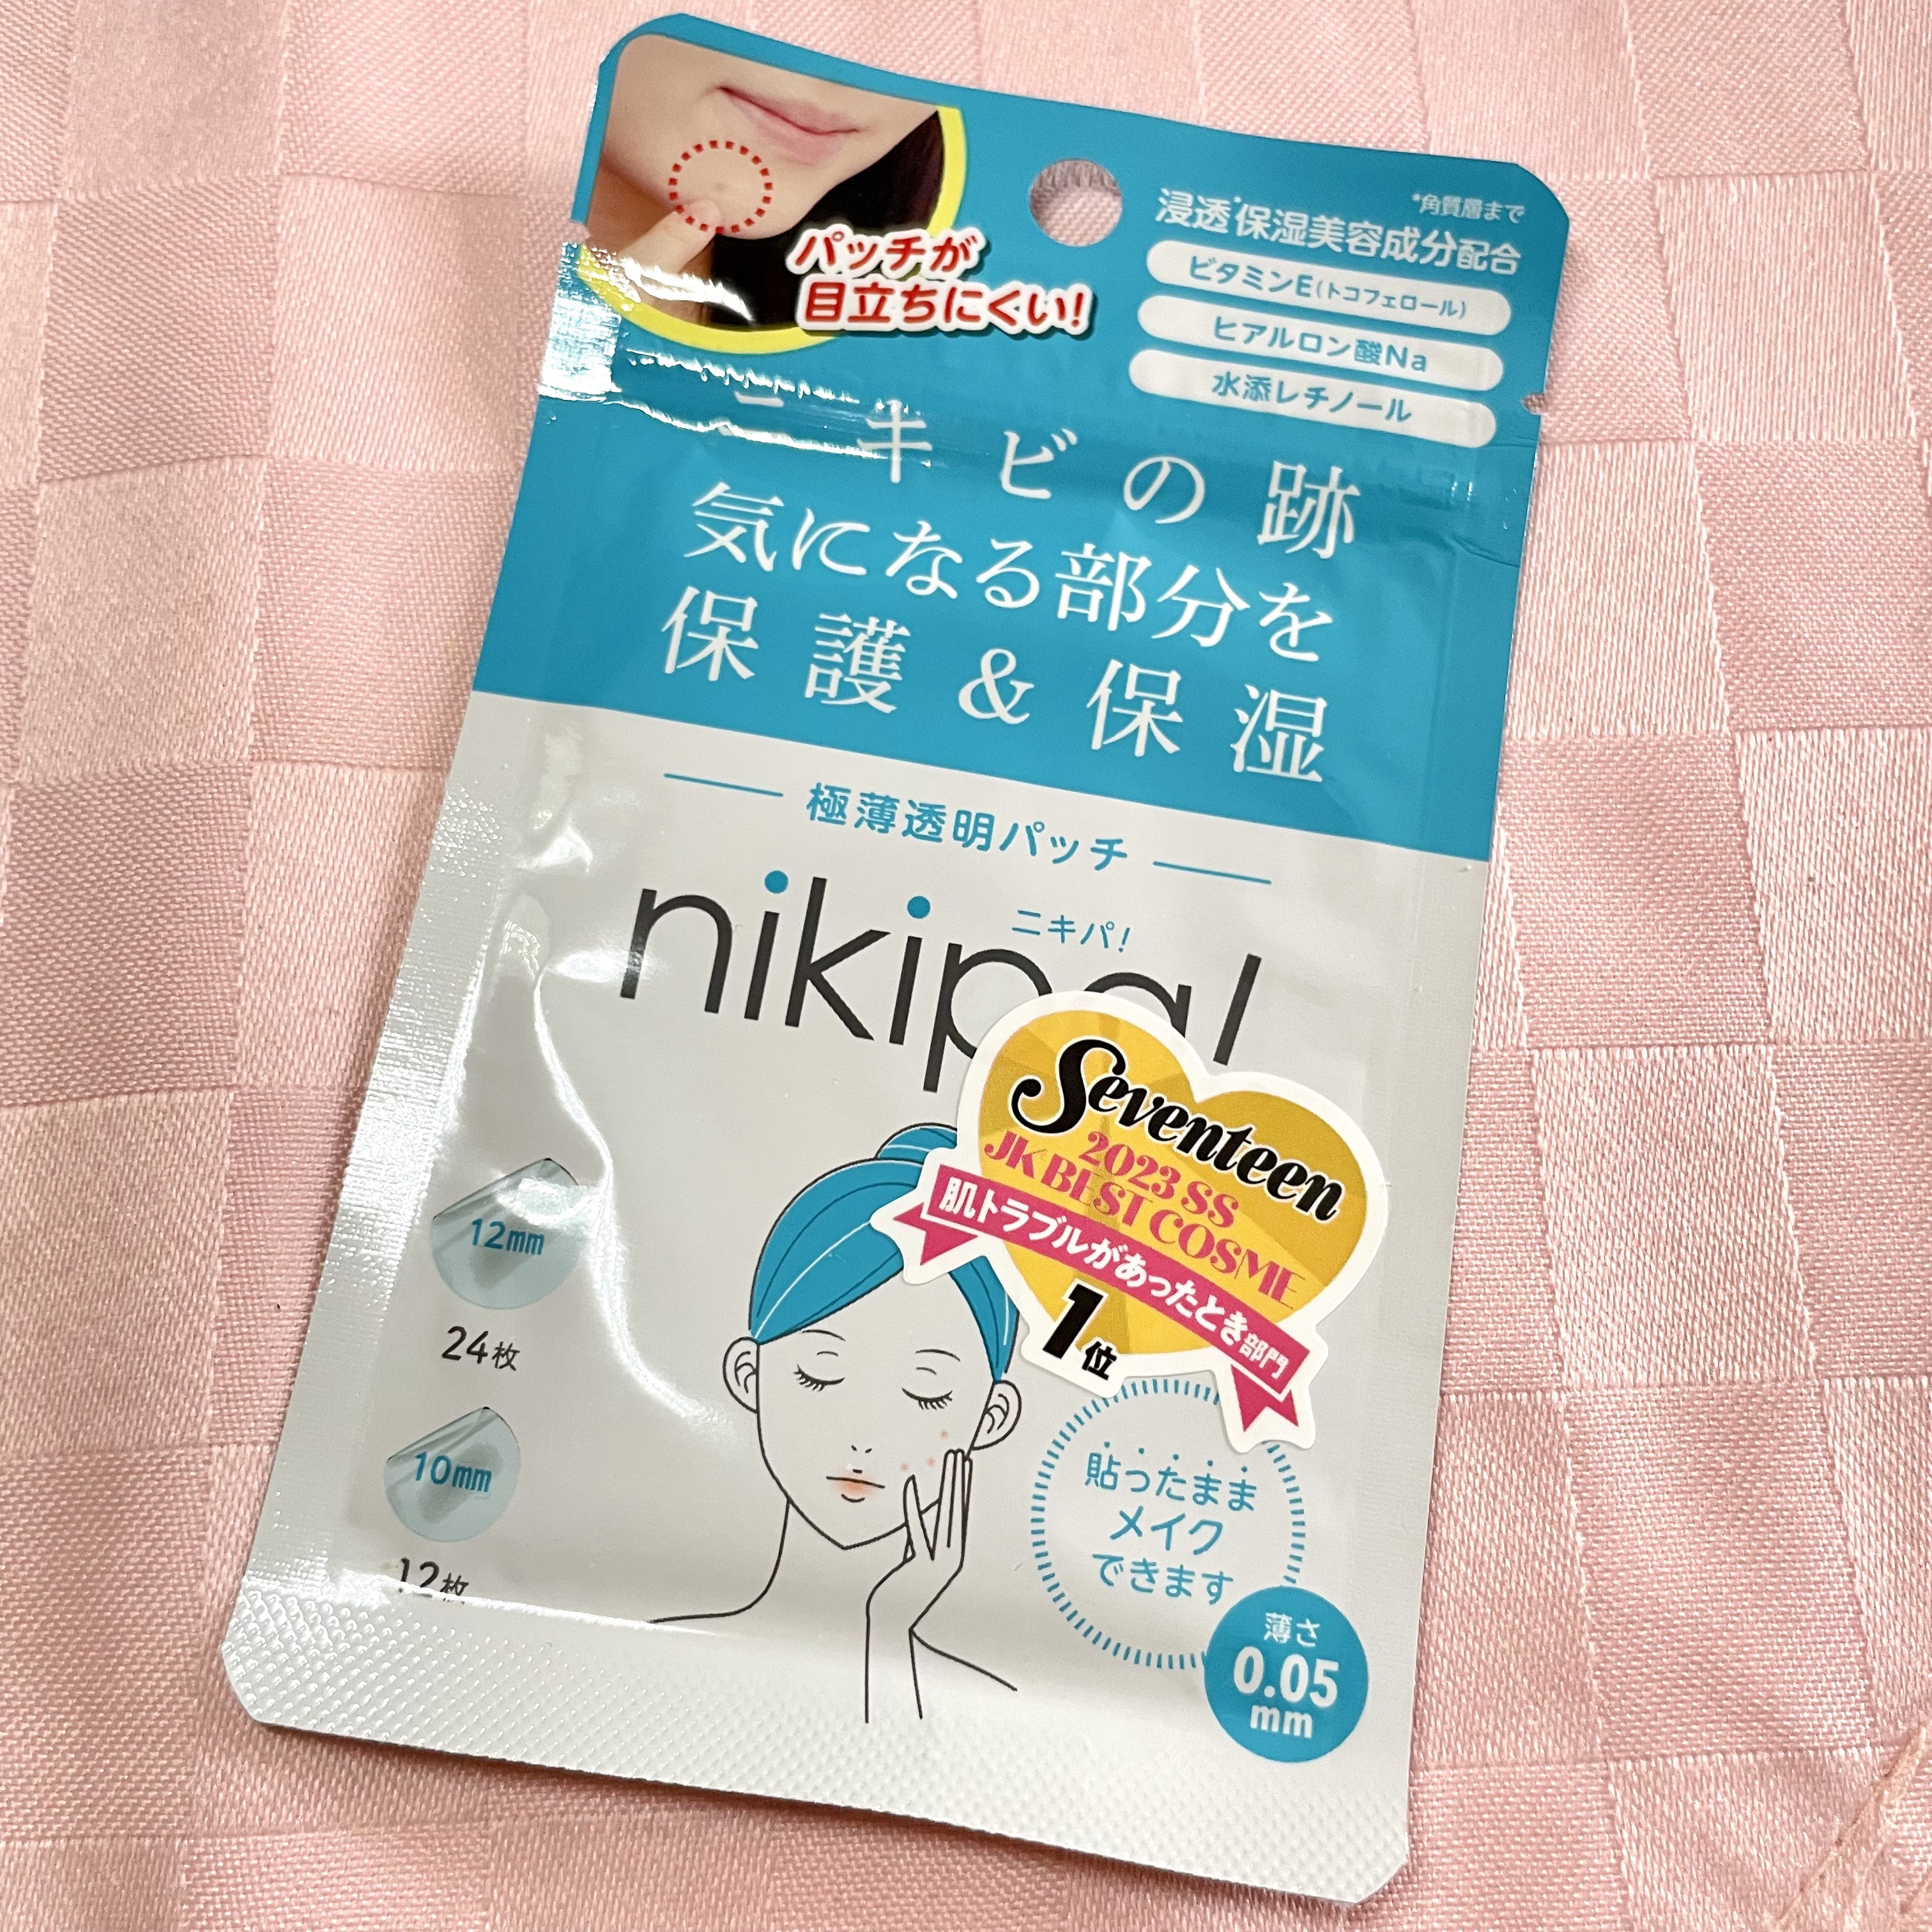 パッチが
目立ちにくい!
*角質層まで
浸透*保湿美容成分配合
ビタミンE(トコフェロール)
ヒアルロン酸Na
水添レチノール
ニキビの跡
気になる部分を
保護&保湿
極薄透明パッチ
ニキパ!
nikipa!
Seventeen
2023 SS
JK BEST COSME
肌トラブルがあったとき部門
1位
12mm
24枚
10mm
12枚
貼ったまま
メイク
できます
薄さ
0.05
mm